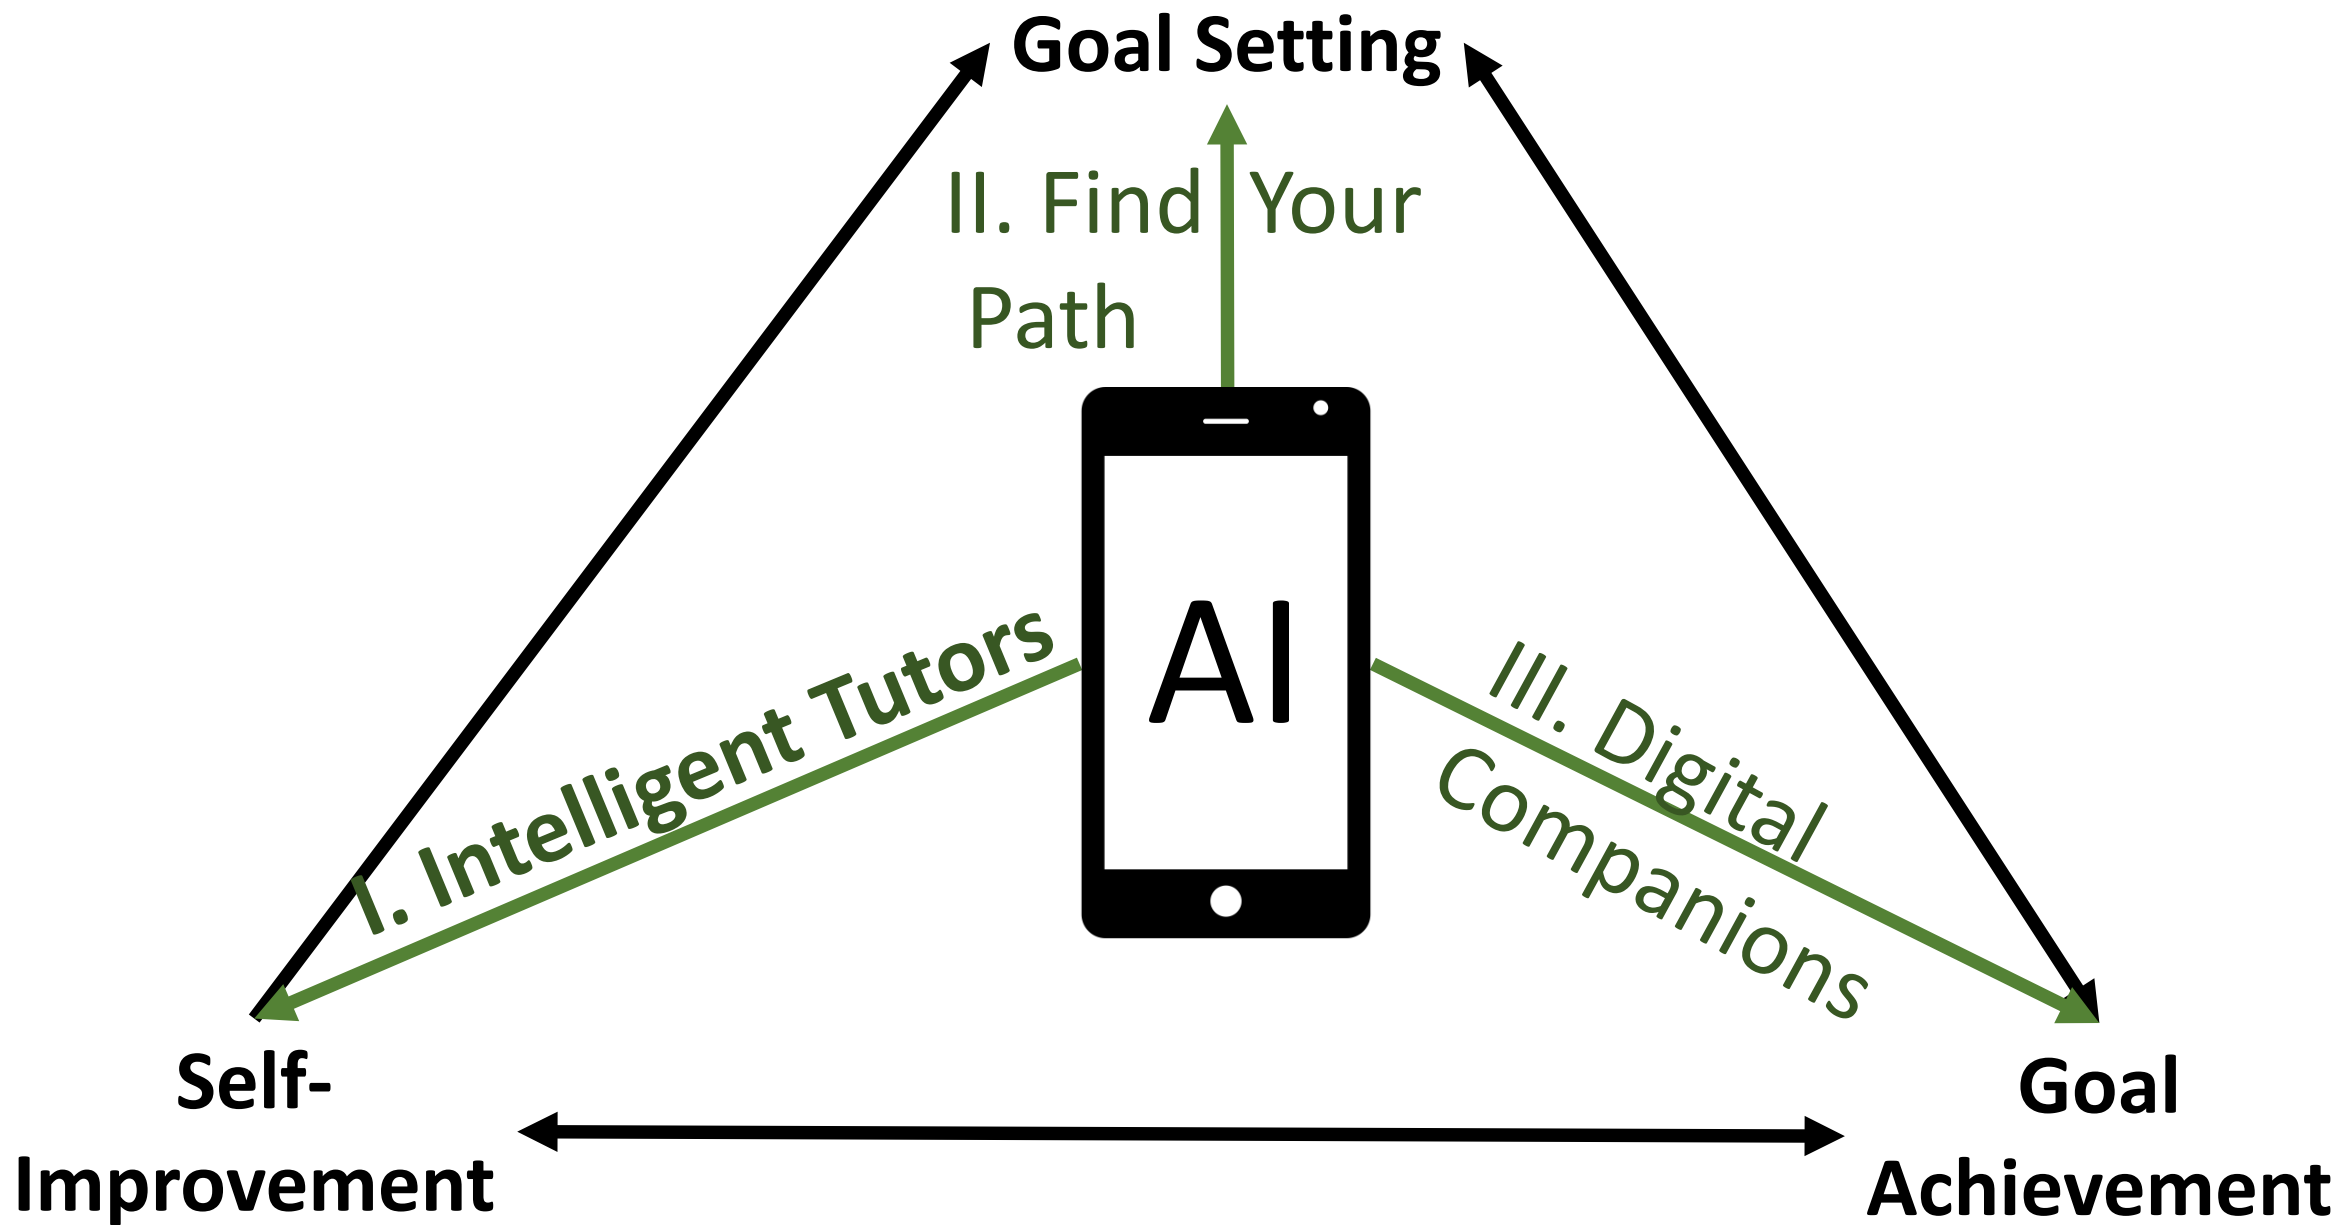 Goal Setting
II. Find Your
Path
AI
I. Intelligent Tutors
III. Digital
Companions
Self-
Improvement
Goal
Achievement